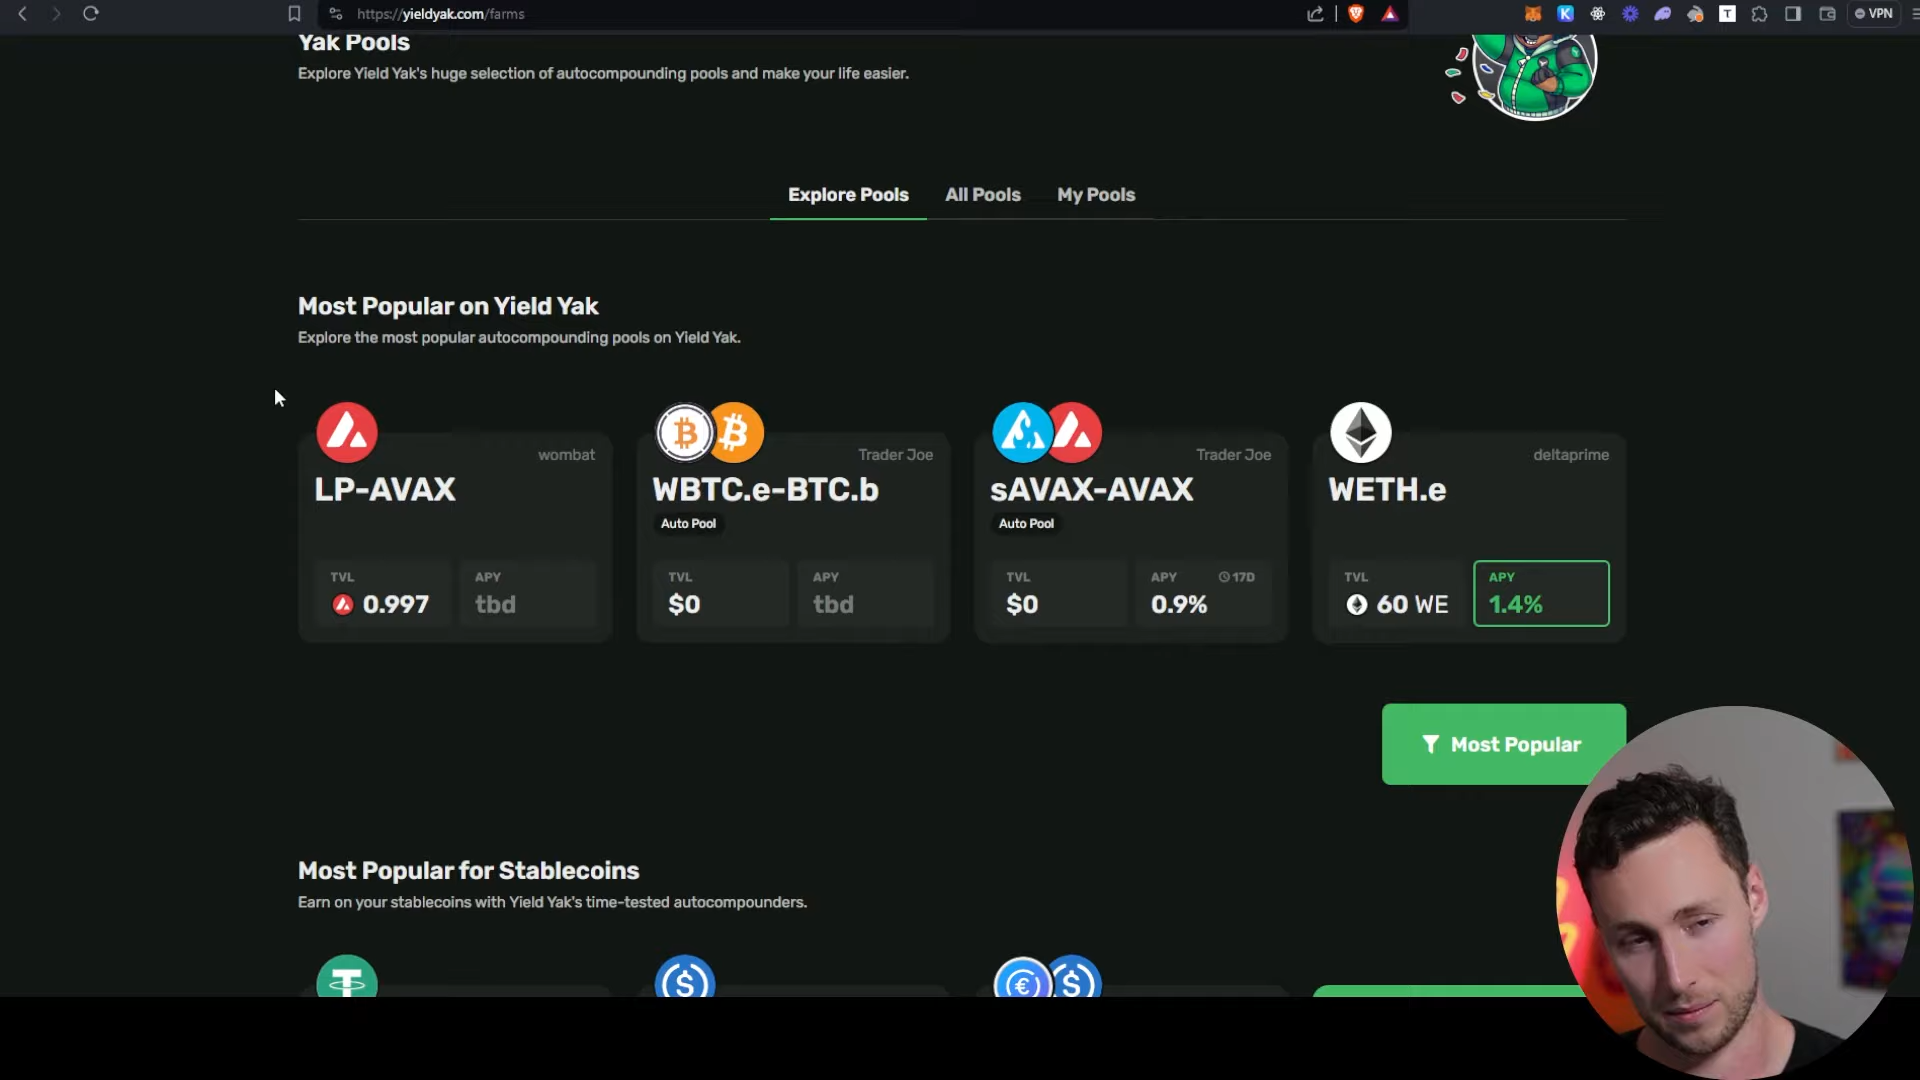 https://yieldyak.com/farms
VPN
Yak Pools
Explore Yield Yak's huge selection of autocompounding pools and make your life easier.
Explore Pools All Pools My Pools
Most Popular on Yield Yak
Explore the most popular autocompounding pools on Yield Yak.
wombat
LP-AVAX
TVL APY
0.997 tbd
Trader Joe
WBTC.e-BTC.b
Auto Pool
TVL APY
$0 tbd
Trader Joe
sAVAX-AVAX
Auto Pool
TVL APY 17D
$0 0.9%
deltaprime
WETH.e
TVL APY
60 WE 1.4%
Most Popular
Most Popular for Stablecoins
Earn on your stablecoins with Yield Yak's time-tested autocompounders.